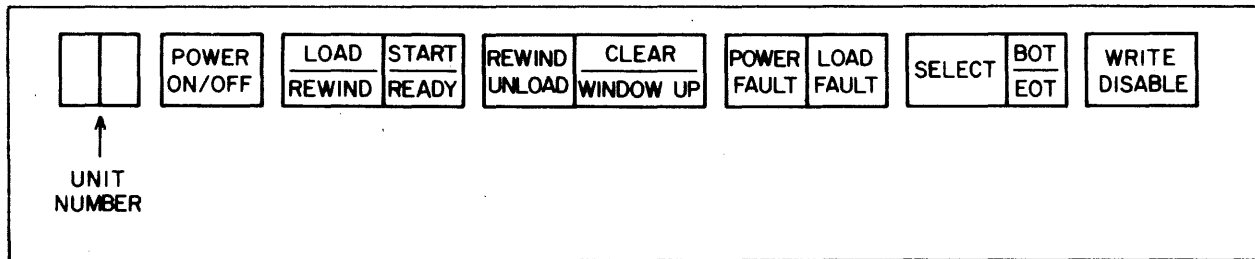 POWER
ON/OFF
LOAD
REWIND
START
READY
REWIND
UNLOAD
CLEAR
WINDOW UP
POWER
FAULT
LOAD
FAULT
SELECT
BOT
EOT
WRITE
DISABLE
UNIT
NUMBER